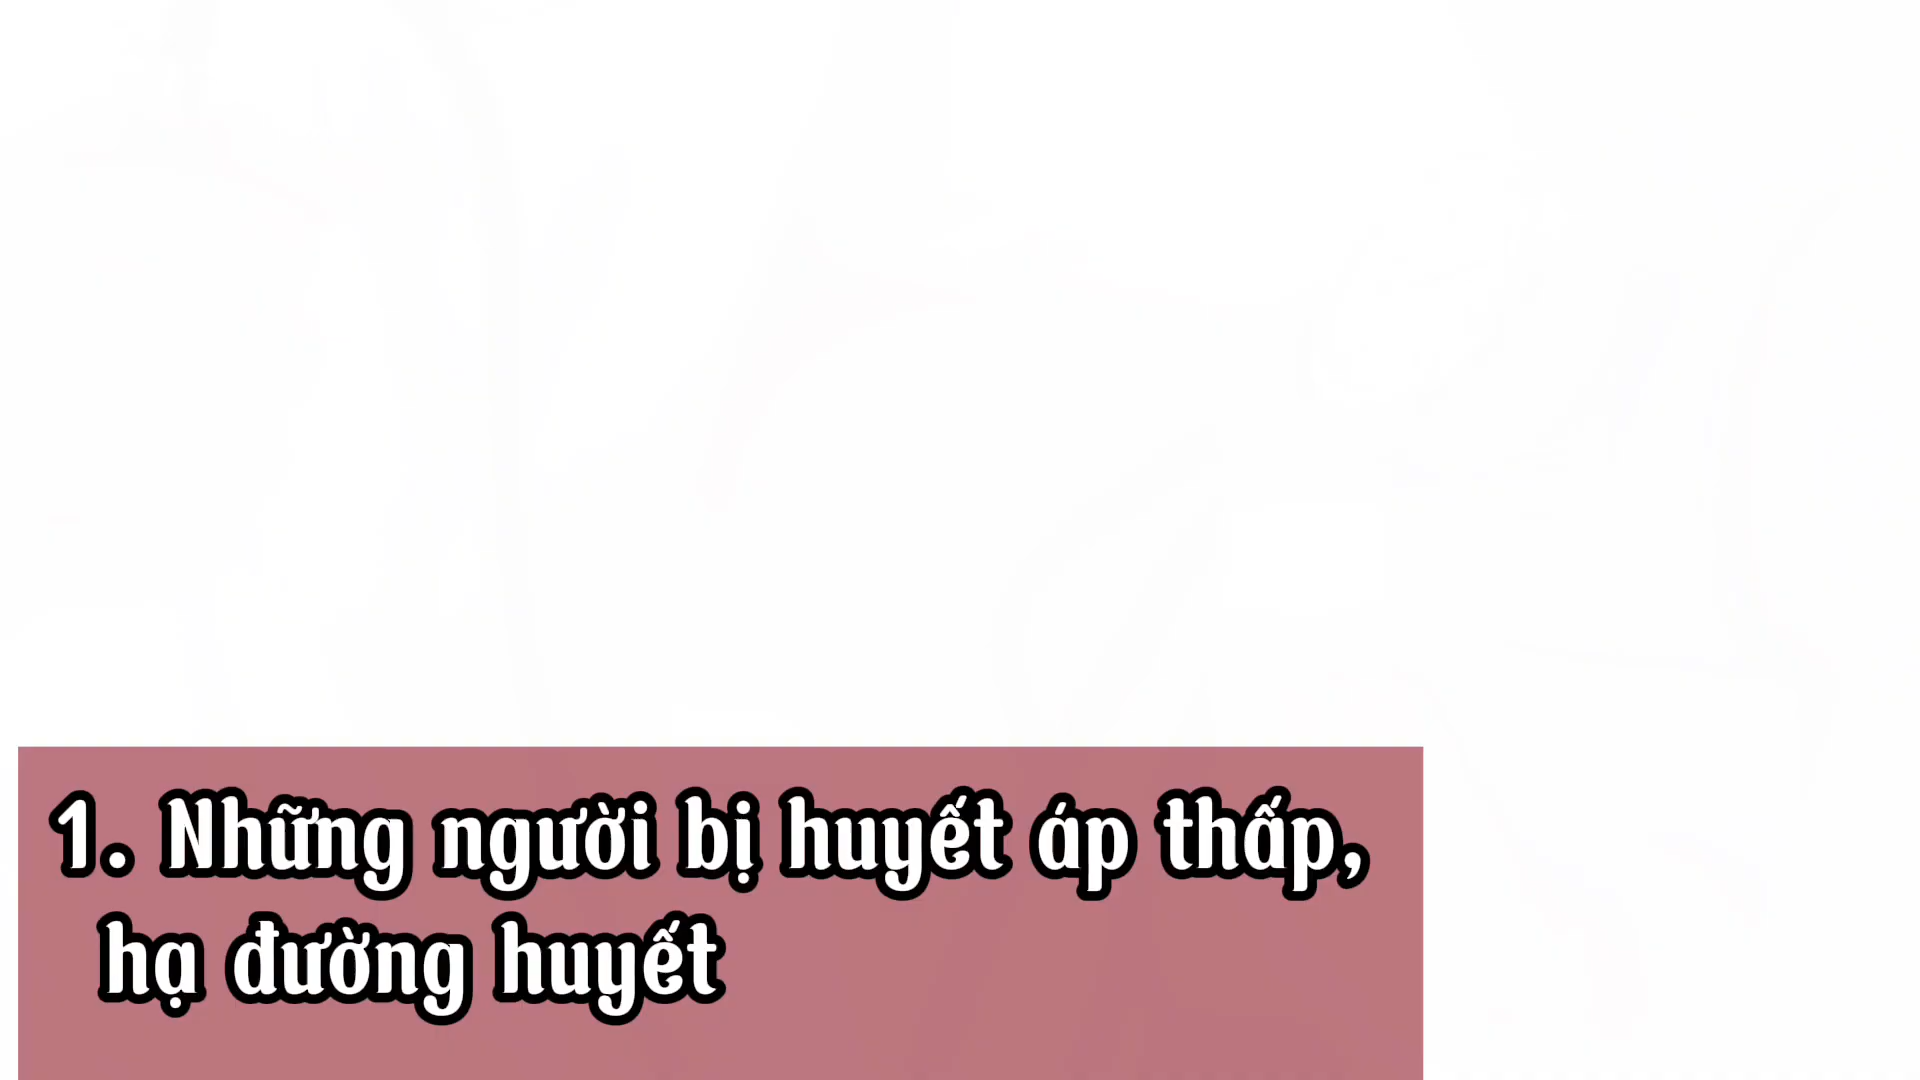 1. Những người bị huyết áp thấp,
hạ đường huyết